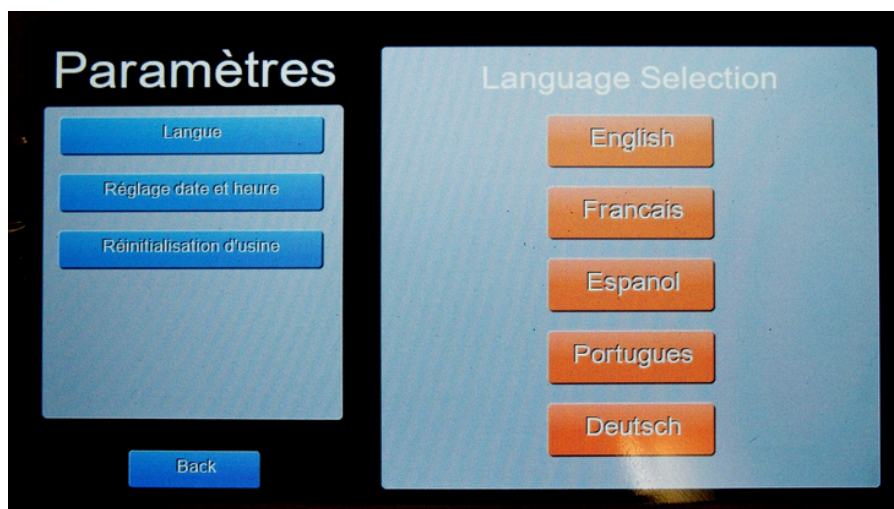 Paramètres
Langue
Réglage date et heure
Réinitialisation d'usine
Back
Language Selection
English
Francais
Espanol
Portugues
Deutsch